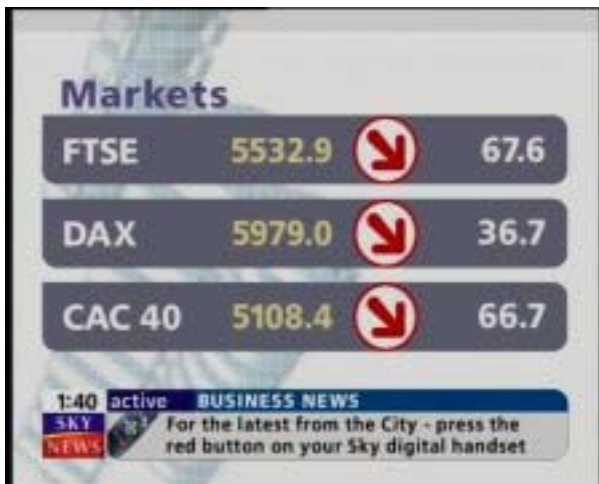 Markets
FTSE 5532.9 67.6
DAX 5979.0 36.7
CAC 40 5108.4 66.7
1:40 active BUSINESS NEWS
SKY NEWS
For the latest from the City - press the
red button on your Sky digital handset